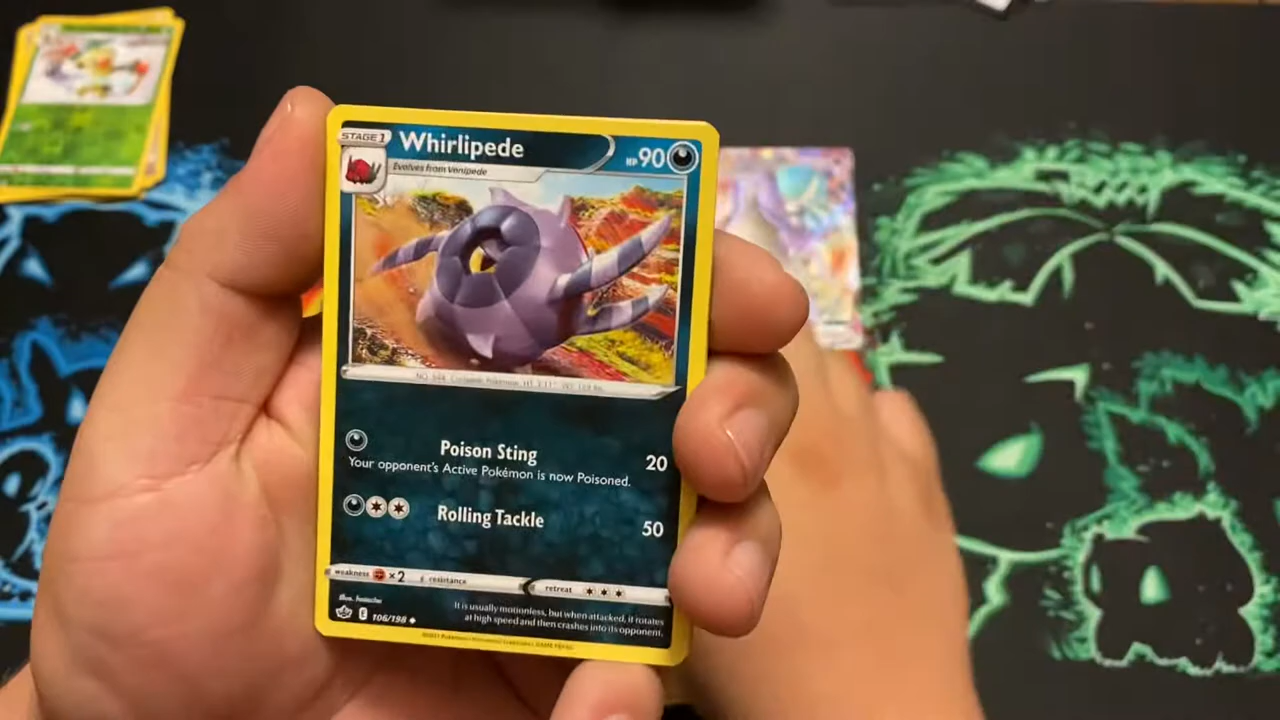 STAGE 1
Whirlipede
HP 90
Evolves from Venipede
Poison Sting
20
Your opponent's Active Pokémon is now Poisoned.
Rolling Tackle
50
weakness ×2 resistance retreat
It is usually motionless, but when attacked, it rotates
at high speed and then crashes into its opponent.
Illus.
E 106/198